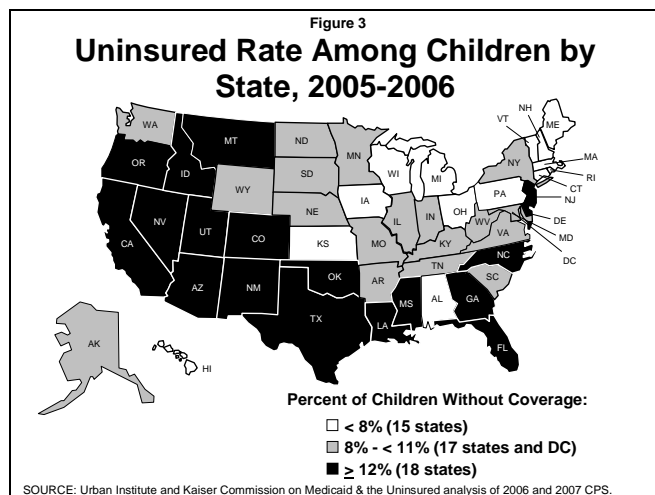 Figure 3
Uninsured Rate Among Children by
State, 2005-2006
NH
VT
ME
WA
MT
ND
MN
OR
ID
WI
NY
MA
SD
MI
RI
WY
CT
IA
PA
NJ
NE
OH
NV
IL
IN
DE
UT
WV
CO
VA
MD
CA
KS
MO
KY
DC
NC
TN
OK
AZ
NM
AR
SC
MS
AL
GA
TX
LA
AK
FL
HI
Percent of Children Without Coverage:
< 8% (15 states)
8% - < 11% (17 states and DC)
≥ 12% (18 states)
SOURCE: Urban Institute and Kaiser Commission on Medicaid & the Uninsured analysis of 2006 and 2007 CPS.